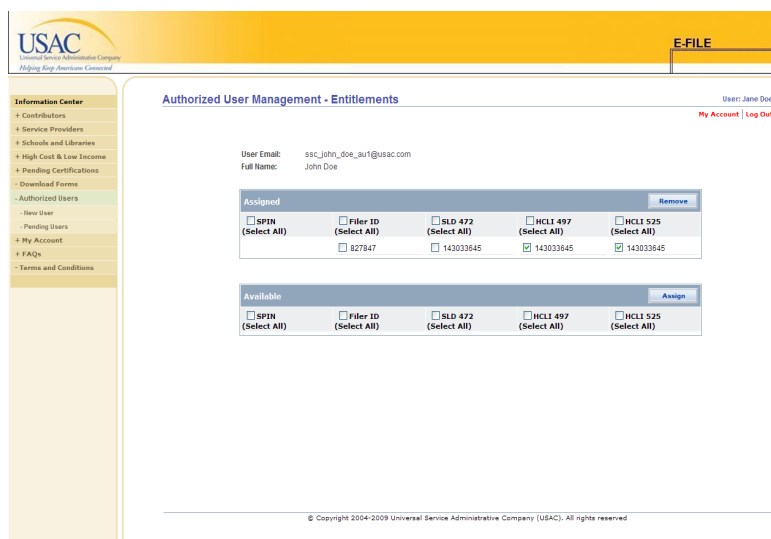 USAC
Universal Service Administrative Company
Helping Keep Americans Connected
E-FILE
Information Center
+ Contributors
+ Service Providers
+ Schools and Libraries
+ High Cost & Low Income
+ Pending Certifications
- Download Forms
- Authorized Users
- New User
- Pending Users
+ My Account
+ FAQs
- Terms and Conditions
Authorized User Management - Entitlements
User: Jane Doe
My Account | Log Out
User Email: ssc_john_doe_au1@usac.com
Full Name: John Doe
Assigned Remove
SPIN Filer ID SLD 472 HCLI 497 HCLI 525
(Select All) (Select All) (Select All) (Select All) (Select All)
827847 143033645 143033645 143033645
Available Assign
SPIN Filer ID SLD 472 HCLI 497 HCLI 525
(Select All) (Select All) (Select All) (Select All) (Select All)
© Copyright 2004-2009 Universal Service Administrative Company (USAC). All rights reserved